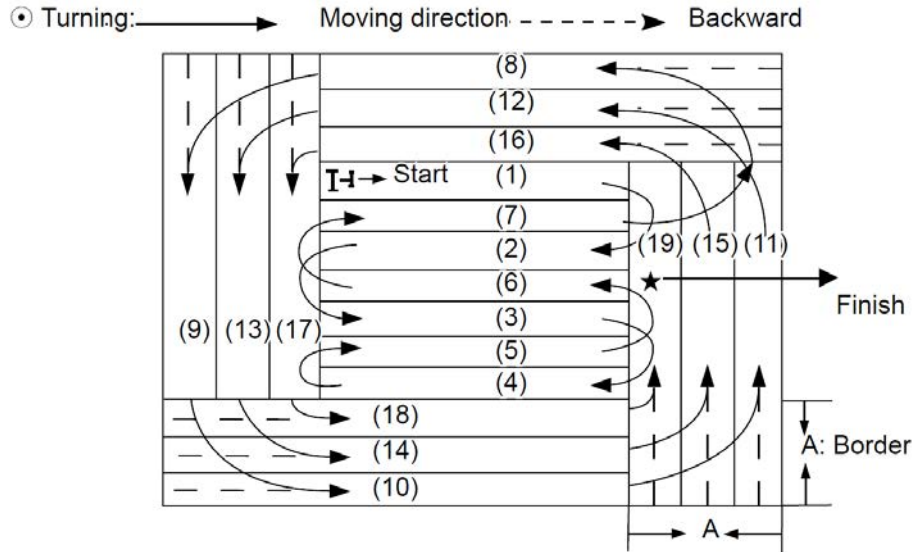 Turning:
Moving direction
Backward
(8)
(12)
(16)
Start
(1)
(7)
(2)
(19) (15) (11)
(6)
Finish
(9) (13) (17)
(3)
(5)
(4)
(18)
(14)
A: Border
(10)
A